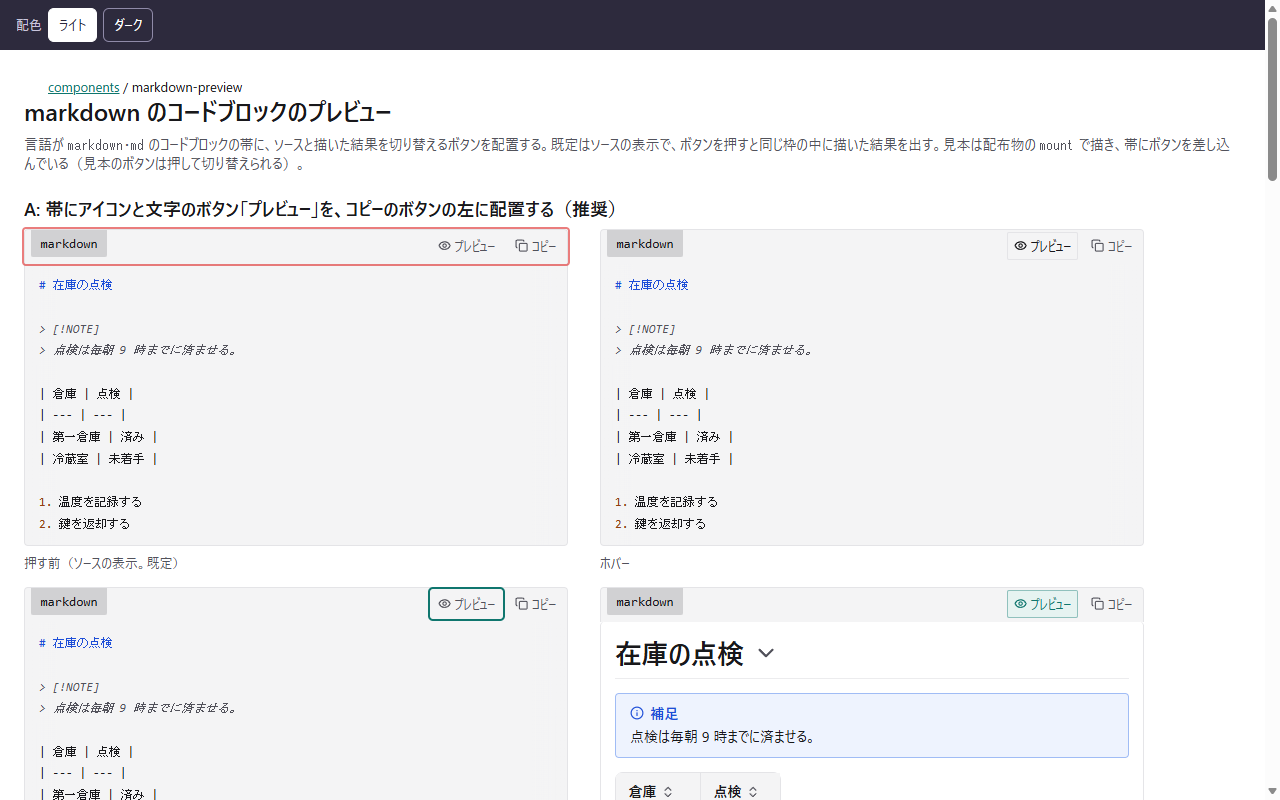 配色 ライト ダーク
components / markdown-preview
markdown のコードブロックのプレビュー
言語が markdown・md のコードブロックの帯に、ソースと描いた結果を切り替えるボタンを配置する。既定はソースの表示で、ボタンを押すと同じ枠の中に描いた結果を出す。見本は配布物の mount で描き、帯にボタンを差し込
んでいる（見本のボタンは押して切り替えられる）。
A: 帯にアイコンと文字のボタン「プレビュー」を、コピーのボタンの左に配置する（推奨）
markdown プレビュー コピー
# 在庫の点検
> [!NOTE]
> 点検は毎朝 9 時までに済ませる。
| 倉庫 | 点検 |
| --- | --- |
| 第一倉庫 | 済み |
| 冷蔵室 | 未着手 |
1. 温度を記録する
2. 鍵を返却する
押す前（ソースの表示。既定）
markdown プレビュー コピー
# 在庫の点検
> [!NOTE]
> 点検は毎朝 9 時までに済ませる。
| 倉庫 | 点検 |
| --- | --- |
| 第一倉庫 | 済み |
| 冷蔵室 | 未着手 |
1. 温度を記録する
2. 鍵を返却する
ホバー
markdown プレビュー コピー
# 在庫の点検
> [!NOTE]
> 点検は毎朝 9 時までに済ませる。
| 倉庫 | 点検 |
| --- | --- |
| 第一倉庫 | 済み |
markdown プレビュー コピー
在庫の点検
補足
点検は毎朝 9 時までに済ませる。
倉庫 点検